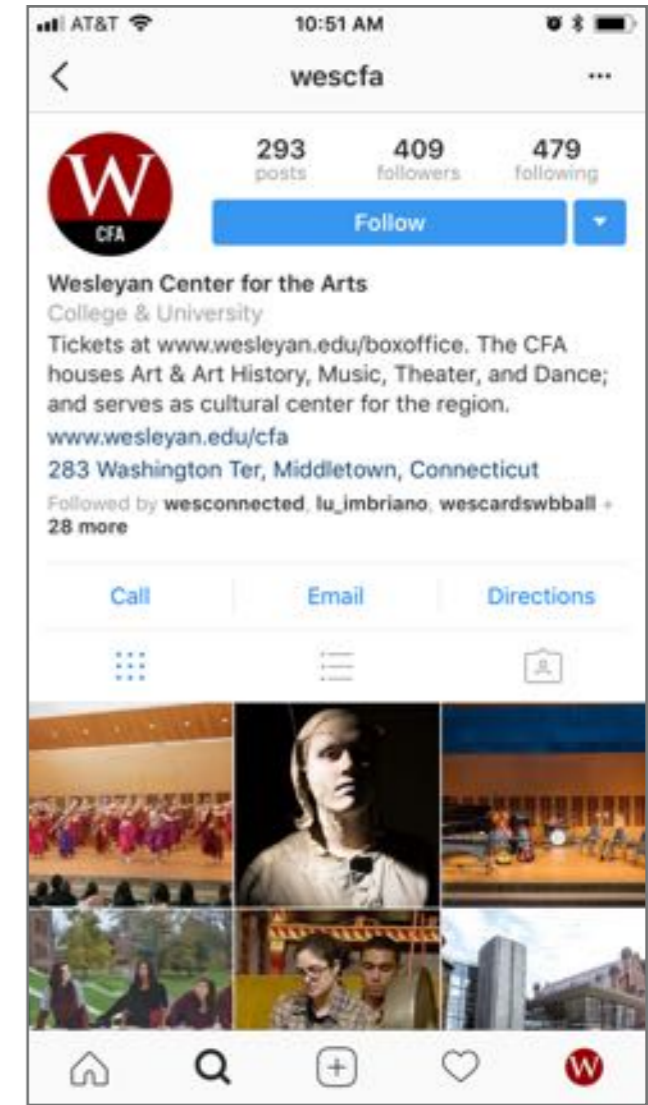 AT&T 10:51 AM
wescfa
W
CFA
293 409 479
posts followers following
Follow
Wesleyan Center for the Arts
College & University
Tickets at www.wesleyan.edu/boxoffice. The CFA
houses Art & Art History, Music, Theater, and Dance;
and serves as cultural center for the region.
www.wesleyan.edu/cfa
283 Washington Ter, Middletown, Connecticut
Followed by wesconnected, lu_imbriano, wescardswbball +
28 more
Call Email Directions
W